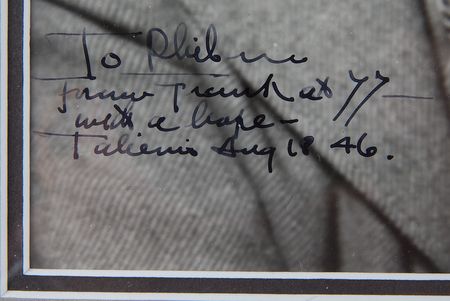 To
from Frank at 77 —
with a hope —
Taliesin Aug 18 46.